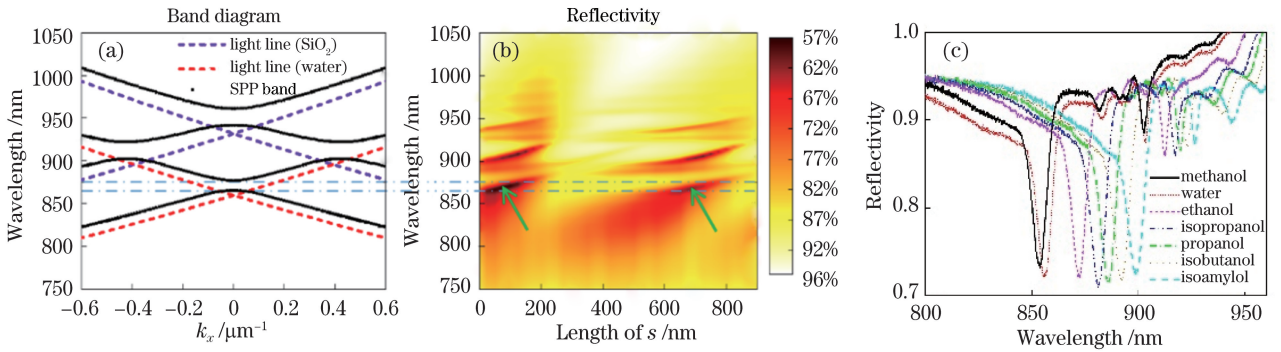 Band diagram
(a)
light line (SiO₂)
light line (water)
SPP band
Wavelength /nm
1050
1000
950
900
850
800
750
−0.6 −0.4 −0.2 0 0.2 0.4 0.6
kₓ/μm⁻¹
Reflectivity
(b)
Wavelength /nm
1050
1000
950
900
850
800
750
0 200 400 600 800
Length of s /nm
57%
62%
67%
72%
77%
82%
87%
92%
96%
(c)
Reflectivity
1.0
0.9
0.8
0.7
methanol
water
ethanol
isopropanol
propanol
isobutanol
isoamylol
800 850 900 950
Wavelength /nm